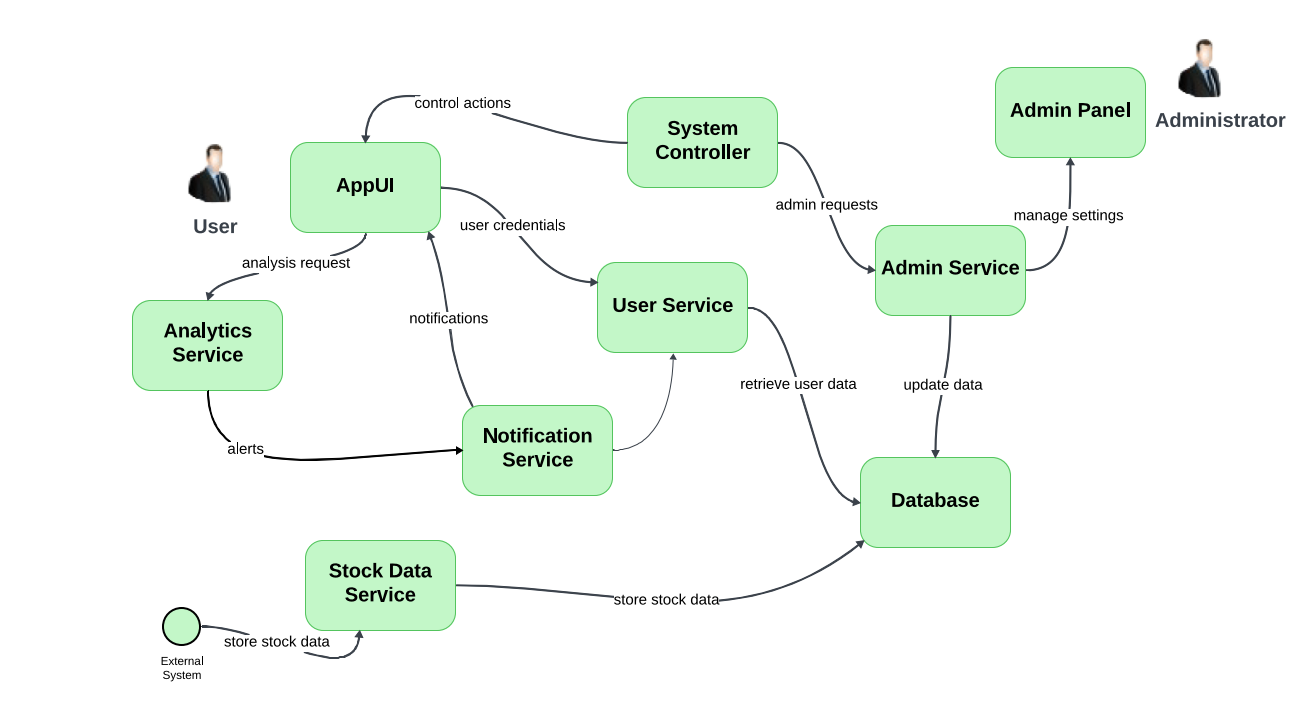 control actions
System
Controller
Admin Panel
Administrator
AppUI
User
user credentials
admin requests
manage settings
analysis request
Admin Service
User Service
Analytics
Service
notifications
retrieve user data
update data
alerts
Notification
Service
Database
Stock Data
Service
store stock data
store stock data
External
System